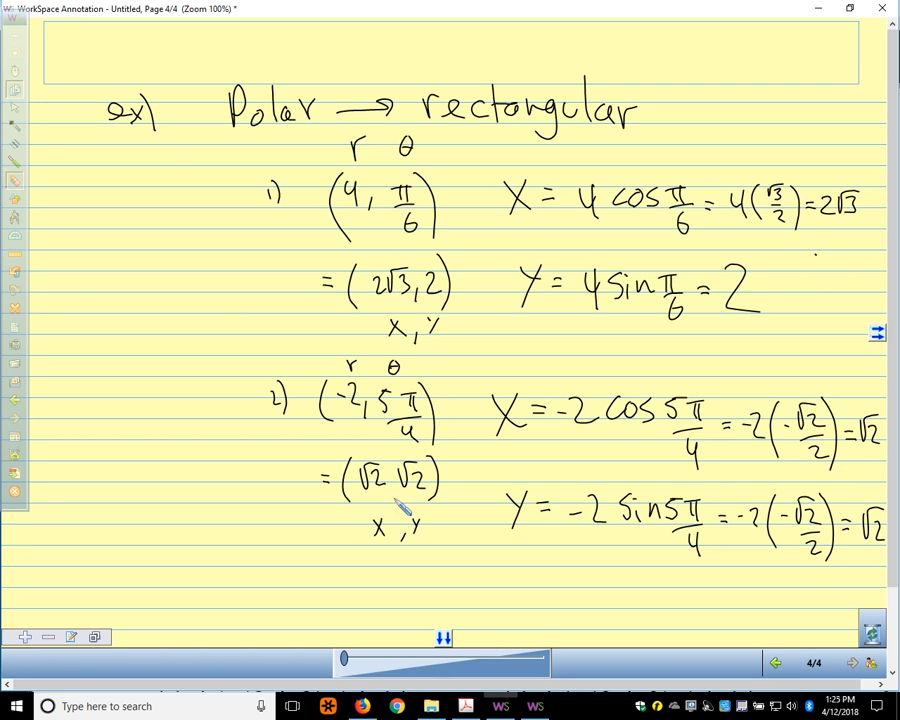 WorkSpace Annotation - Untitled, Page 4/4 (Zoom 100%) *
ex) Polar → rectangular
r θ
1) (4, π/6) X = 4 cos π/6 = 4(√3/2) = 2√3
= (2√3, 2) Y = 4 sin π/6 = 2
X, Y
r θ
2) (-2, 5π/4) X = -2 cos 5π/4 = -2(-√2/2) = √2
= (√2 √2) Y = -2 sin 5π/4 = -2(-√2/2) = √2
X, Y
4/4
Type here to search
WS WS
1:25 PM
4/12/2018